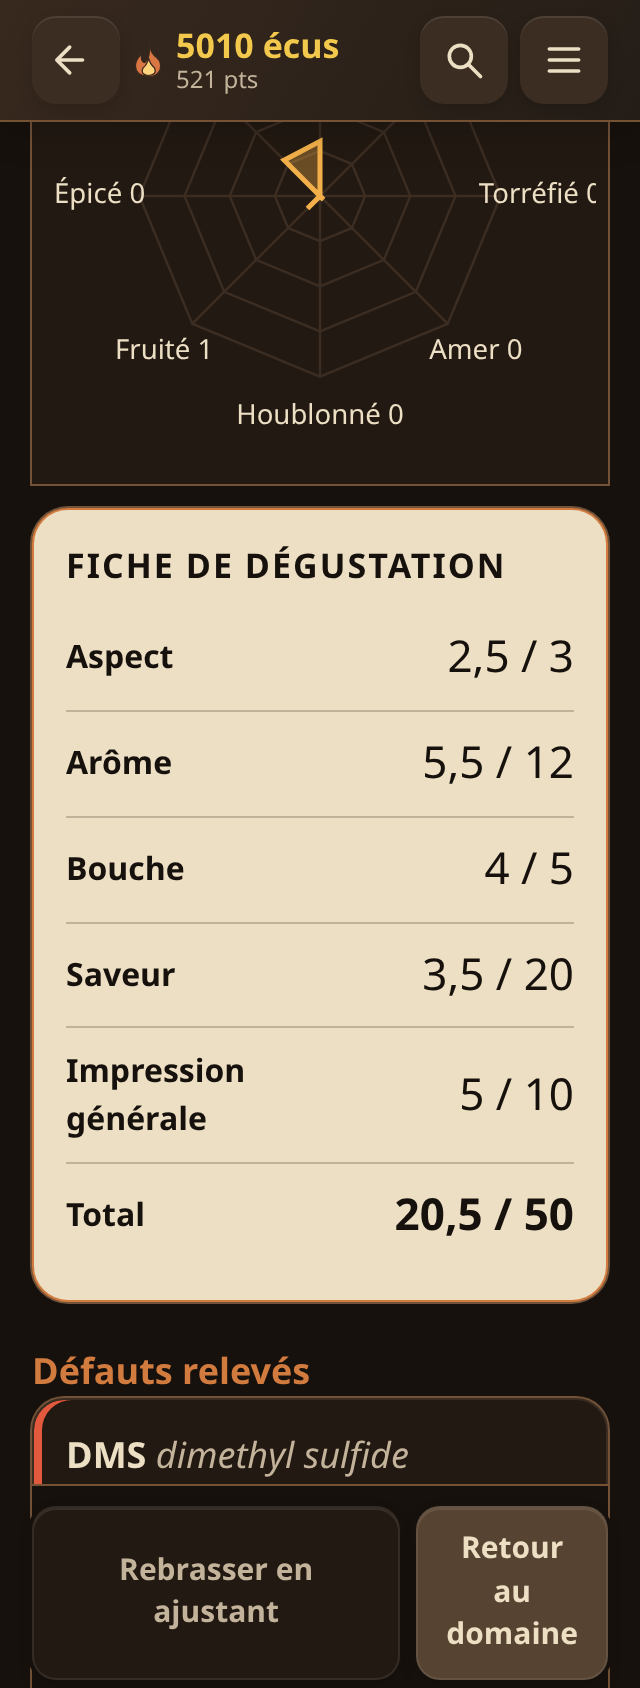 5010 écus
521 pts
Épicé 0
Torréfié 0
Fruité 1
Amer 0
Houblonné 0
FICHE DE DÉGUSTATION
Aspect 2,5 / 3
Arôme 5,5 / 12
Bouche 4 / 5
Saveur 3,5 / 20
Impression
générale 5 / 10
Total 20,5 / 50
Défauts relevés
DMS dimethyl sulfide
Rebrasser en
ajustant
Retour
au
domaine